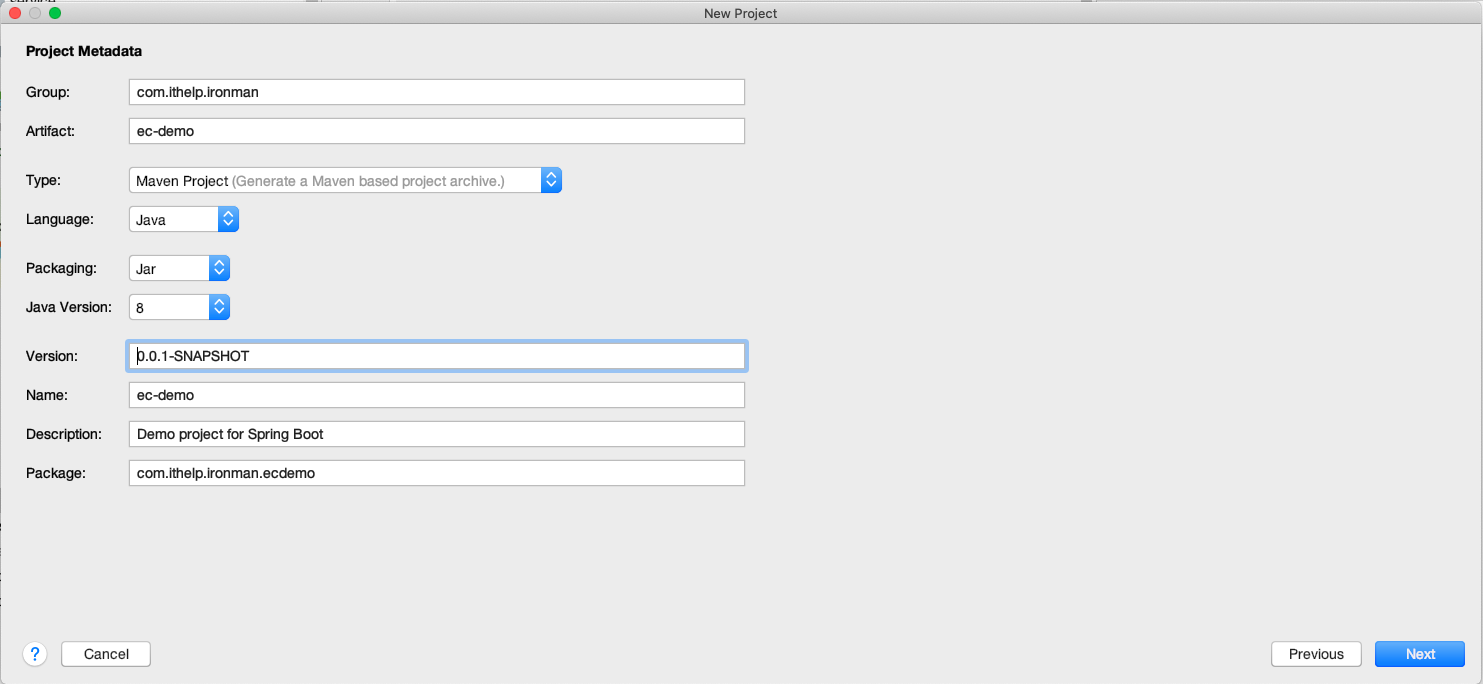 New Project
Project Metadata
Group: com.ithelp.ironman
Artifact: ec-demo
Type: Maven Project (Generate a Maven based project archive.)
Language: Java
Packaging: Jar
Java Version: 8
Version: 0.0.1-SNAPSHOT
Name: ec-demo
Description: Demo project for Spring Boot
Package: com.ithelp.ironman.ecdemo
? Cancel Previous Next